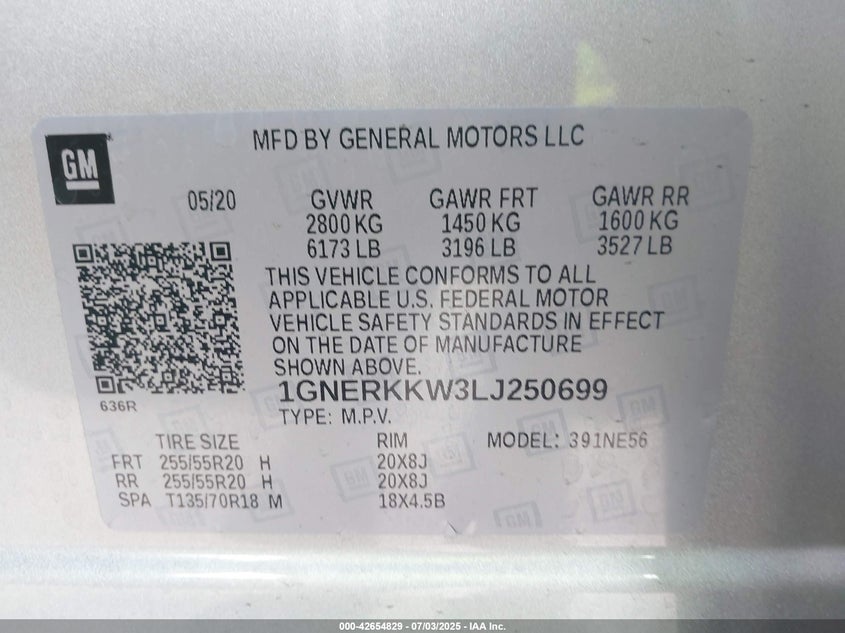 GM
MFD BY GENERAL MOTORS LLC
05/20 GVWR GAWR FRT GAWR RR
2800 KG 1450 KG 1600 KG
6173 LB 3196 LB 3527 LB
THIS VEHICLE CONFORMS TO ALL
APPLICABLE U.S. FEDERAL MOTOR
VEHICLE SAFETY STANDARDS IN EFFECT
ON THE DATE OF MANUFACTURE
SHOWN ABOVE.
636R
1GNERKKW3LJ250699
TYPE: M.P.V.
TIRE SIZE RIM MODEL: 391NE56
FRT 255/55R20 H 20X8J
RR 255/55R20 H 20X8J
SPA T135/70R18 M 18X4.5B
000-42654829 - 07/03/2025 - IAA Inc.